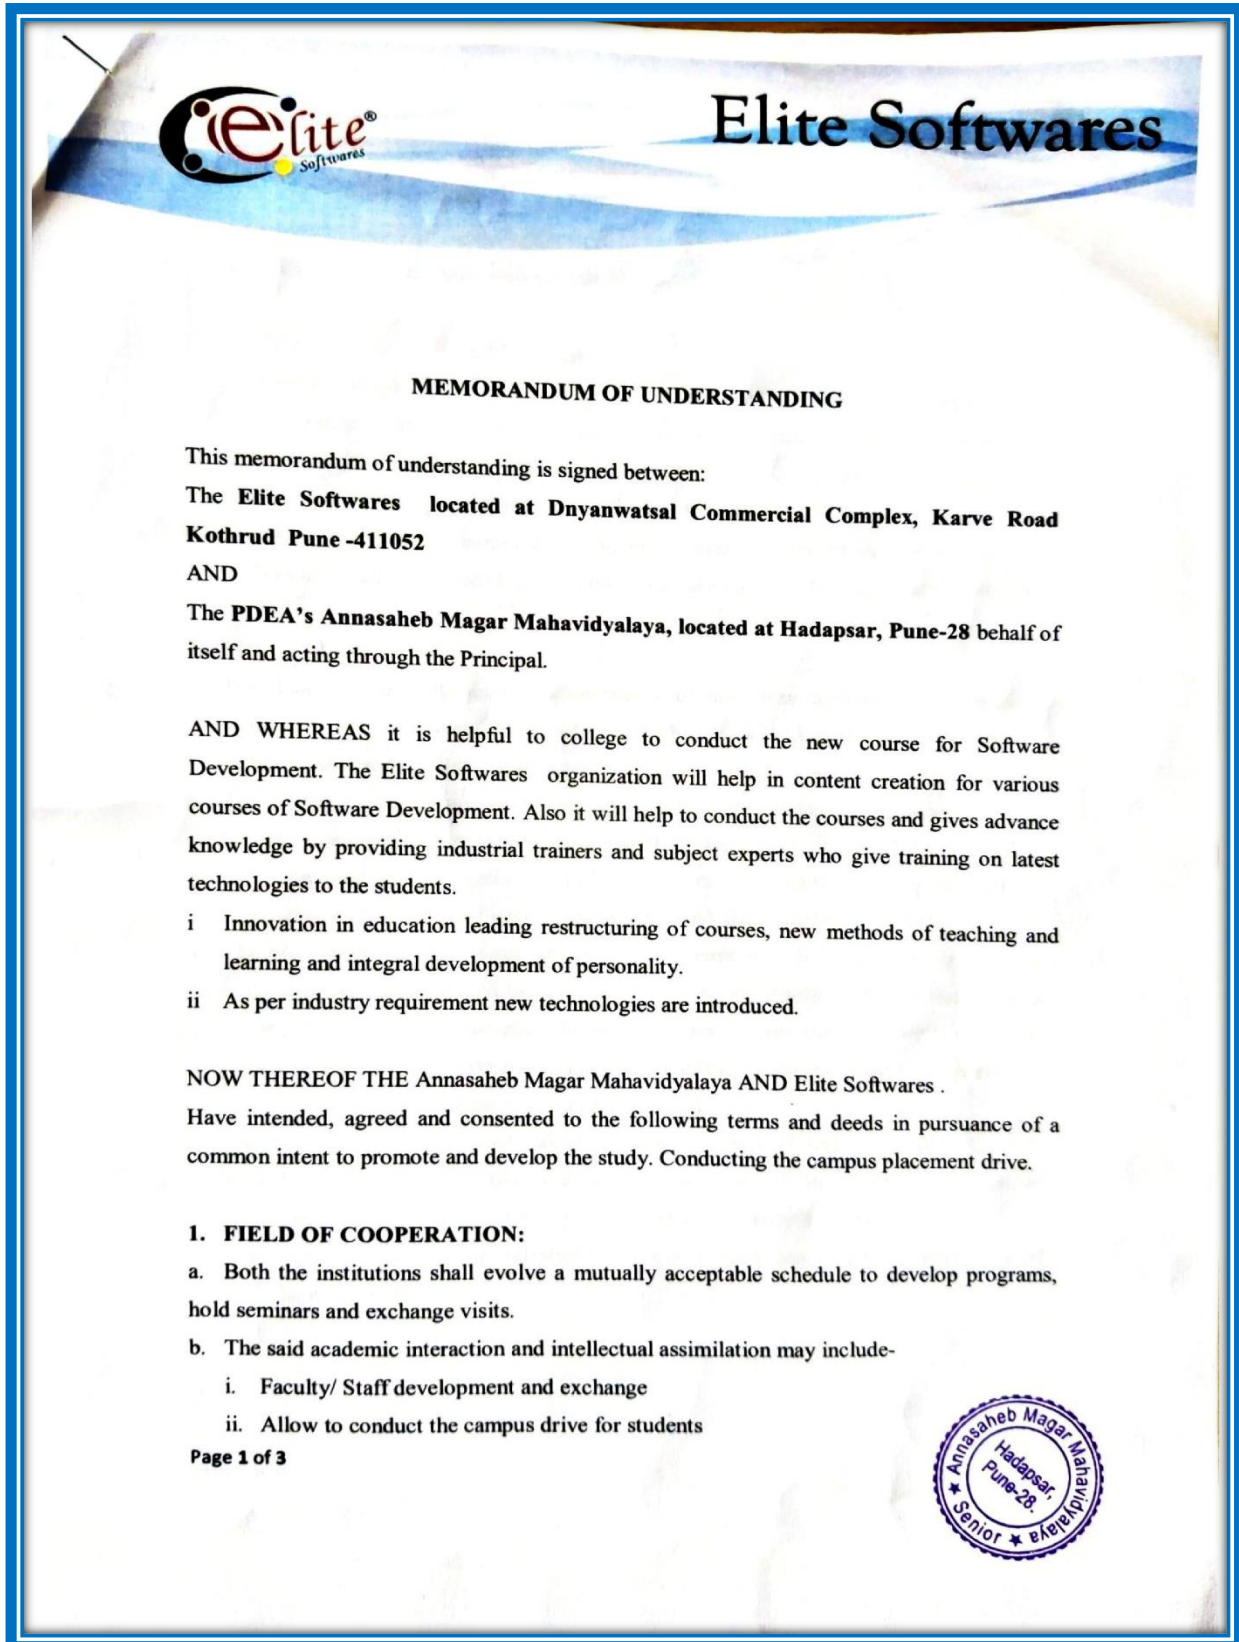 elite®
Softwares
Elite Softwares
MEMORANDUM OF UNDERSTANDING
This memorandum of understanding is signed between:
The Elite Softwares located at Dnyanwatsal Commercial Complex, Karve Road
Kothrud Pune -411052
AND
The PDEA's Annasaheb Magar Mahavidyalaya, located at Hadapsar, Pune-28 behalf of
itself and acting through the Principal.
AND WHEREAS it is helpful to college to conduct the new course for Software
Development. The Elite Softwares organization will help in content creation for various
courses of Software Development. Also it will help to conduct the courses and gives advance
knowledge by providing industrial trainers and subject experts who give training on latest
technologies to the students.
i Innovation in education leading restructuring of courses, new methods of teaching and
learning and integral development of personality.
ii As per industry requirement new technologies are introduced.
NOW THEREOF THE Annasaheb Magar Mahavidyalaya AND Elite Softwares .
Have intended, agreed and consented to the following terms and deeds in pursuance of a
common intent to promote and develop the study. Conducting the campus placement drive.
1. FIELD OF COOPERATION:
a. Both the institutions shall evolve a mutually acceptable schedule to develop programs,
hold seminars and exchange visits.
b. The said academic interaction and intellectual assimilation may include-
i. Faculty/ Staff development and exchange
ii. Allow to conduct the campus drive for students
Page 1 of 3
Annasaheb Magar Mahavidyalaya
Hadapsar,
Pune-28.
★ Senior ★